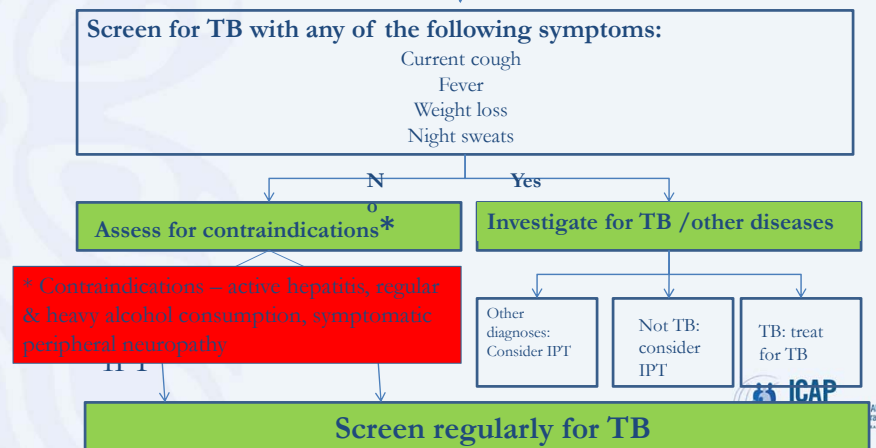 Screen for TB with any of the following symptoms:
Current cough
Fever
Weight loss
Night sweats
N
o
Yes
Assess for contraindications*
Investigate for TB /other diseases
* Contraindications – active hepatitis, regular
& heavy alcohol consumption, symptomatic
peripheral neuropathy
Other
diagnoses:
Consider IPT
Not TB:
consider
IPT
TB: treat
for TB
ICAP
Screen regularly for TB